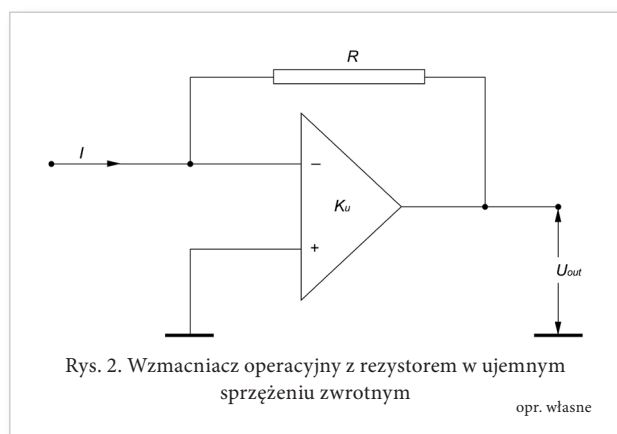 R
I
−
Ku
+
Uout
Rys. 2. Wzmacniacz operacyjny z rezystorem w ujemnym
sprzężeniu zwrotnym
opr. własne